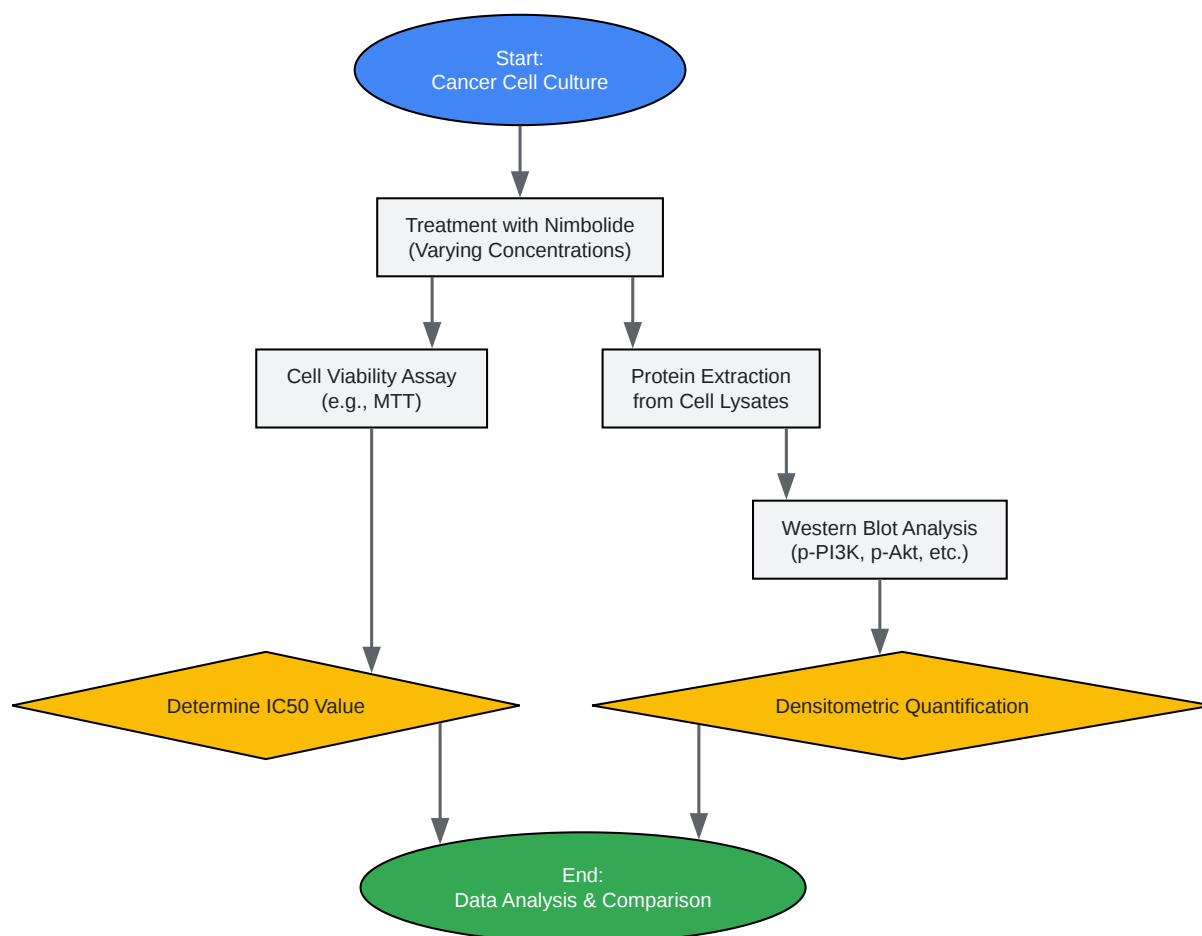 Start:
Cancer Cell Culture
Treatment with Nimbolide
(Varying Concentrations)
Cell Viability Assay
(e.g., MTT)
Protein Extraction
from Cell Lysates
Western Blot Analysis
(p-PI3K, p-Akt, etc.)
Determine IC50 Value
Densitometric Quantification
End:
Data Analysis & Comparison